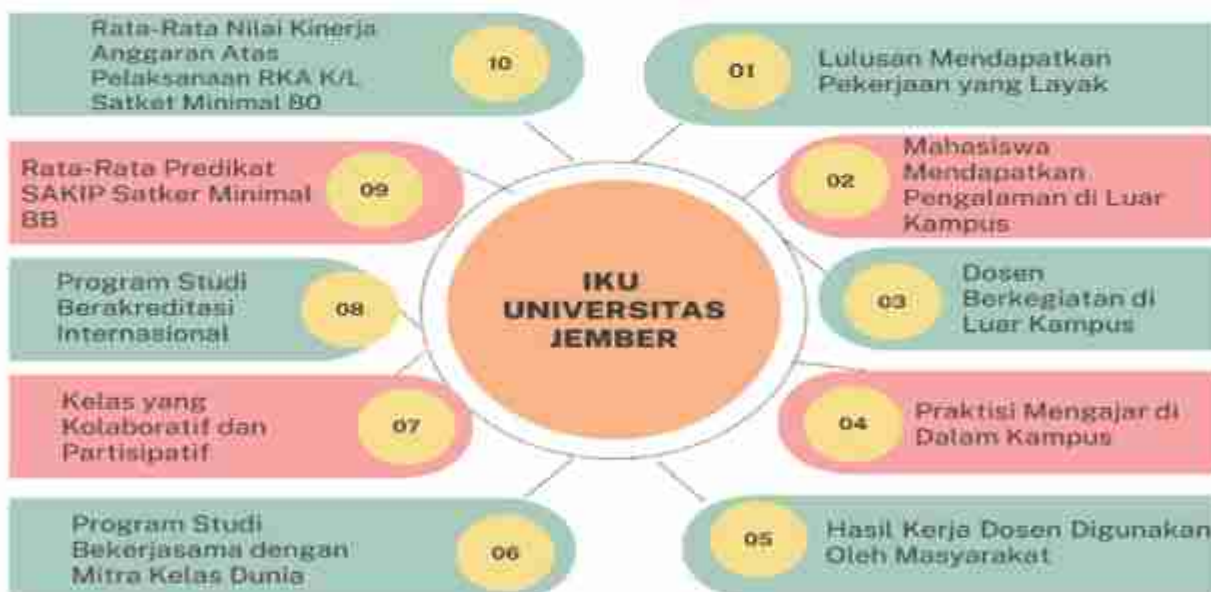 IKU
UNIVERSITAS
JEMBER
01
Lulusan Mendapatkan
Pekerjaan yang Layak
02
Mahasiswa
Mendapatkan
Pengalaman di Luar
Kampus
03
Dosen
Berkegiatan di
Luar Kampus
04
Praktisi Mengajar di
Dalam Kampus
05
Hasil Kerja Dosen Digunakan
Oleh Masyarakat
06
Program Studi
Bekerjasama dengan
Mitra Kelas Dunia
07
Kelas yang
Kolaboratif dan
Partisipatif
08
Program Studi
Berakreditasi
Internasional
09
Rata-Rata Predikat
SAKIP Satker Minimal
BB
10
Rata-Rata Nilai Kinerja
Anggaran Atas
Pelaksanaan RKA K/L
Satket Minimal 80